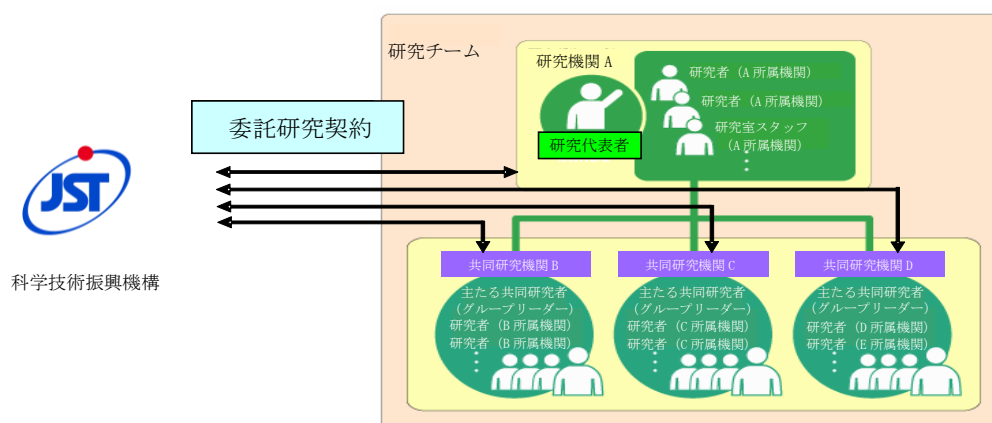 研究チーム
研究機関 A
研究代表者
研究者（A 所属機関）
研究者（A 所属機関）
研究室スタッフ
（A 所属機関）
⋮
委託研究契約
JST
科学技術振興機構
共同研究機関 B
主たる共同研究者
（グループリーダー）
研究者（B 所属機関）
研究者（B 所属機関）
⋮
共同研究機関 C
主たる共同研究者
（グループリーダー）
研究者（C 所属機関）
研究者（C 所属機関）
⋮
共同研究機関 D
主たる共同研究者
（グループリーダー）
研究者（D 所属機関）
研究者（E 所属機関）
⋮